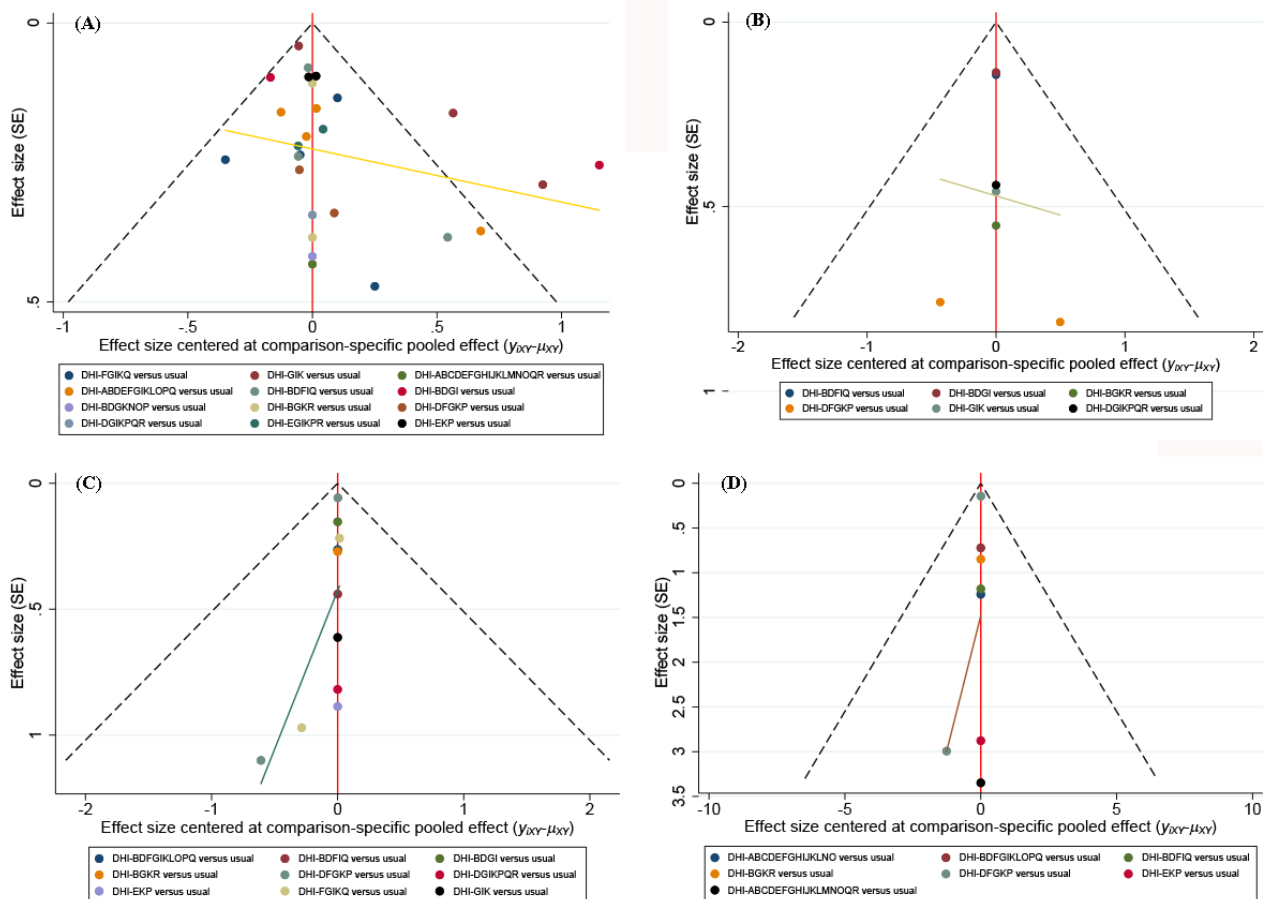 (A)
0
.5
Effect size (SE)
-1
-.5
0
.5
1
Effect size centered at comparison-specific pooled effect (yiXY-μXY)
DHI-FGIKQ versus usual
DHI-GIK versus usual
DHI-ABCDEFGHIJKLMNOQR versus usual
DHI-ABDEFGIKLOPQ versus usual
DHI-BDFIQ versus usual
DHI-BDGI versus usual
DHI-BDGKNOP versus usual
DHI-BGKR versus usual
DHI-DFGKP versus usual
DHI-DGIKPQR versus usual
DHI-EGIKPR versus usual
DHI-EKP versus usual
(B)
0
.5
1
Effect size (SE)
-2
-1
0
1
2
Effect size centered at comparison-specific pooled effect (yiXY-μXY)
DHI-BDFIQ versus usual
DHI-BDGI versus usual
DHI-BGKR versus usual
DHI-DFGKP versus usual
DHI-GIK versus usual
DHI-DGIKPQR versus usual
(C)
0
.5
1
Effect size (SE)
-2
-1
0
1
2
Effect size centered at comparison-specific pooled effect (yiXY-μXY)
DHI-BDFGIKLOPQ versus usual
DHI-BDFIQ versus usual
DHI-BDGI versus usual
DHI-BGKR versus usual
DHI-DFGKP versus usual
DHI-DGIKPQR versus usual
DHI-EKP versus usual
DHI-FGIKQ versus usual
DHI-GIK versus usual
(D)
0
.5
1
1.5
2
2.5
3
3.5
Effect size (SE)
-10
-5
0
5
10
Effect size centered at comparison-specific pooled effect (yiXY-μXY)
DHI-ABCDEFGHIJKLNO versus usual
DHI-BDFGIKLOPQ versus usual
DHI-BDFIQ versus usual
DHI-BGKR versus usual
DHI-DFGKP versus usual
DHI-EKP versus usual
DHI-ABCDEFGHIJKLMNOQR versus usual